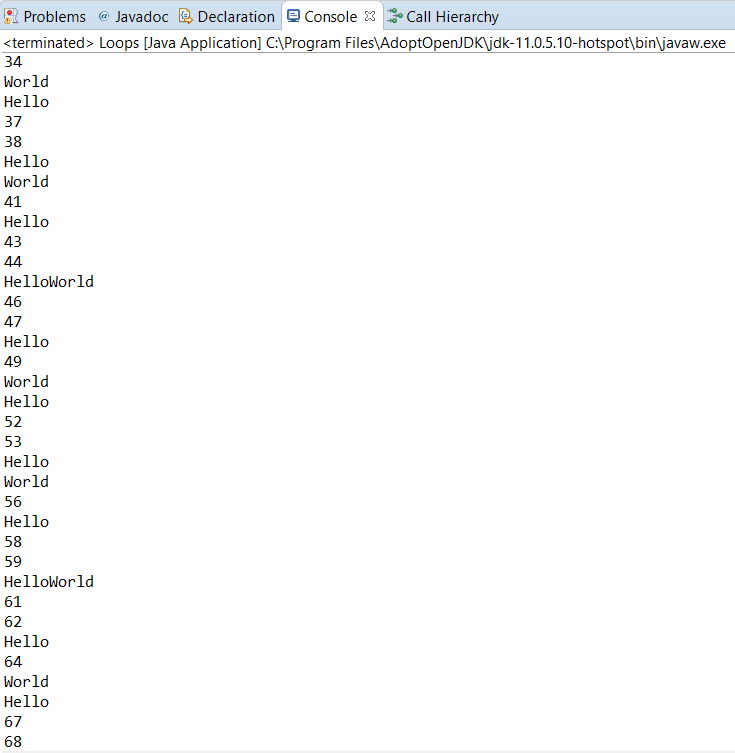 Problems @ Javadoc Declaration Console Call Hierarchy
<terminated> Loops [Java Application] C:\Program Files\AdoptOpenJDK\jdk-11.0.5.10-hotspot\bin\javaw.exe
34
World
Hello
37
38
Hello
World
41
Hello
43
44
HelloWorld
46
47
Hello
49
World
Hello
52
53
Hello
World
56
Hello
58
59
HelloWorld
61
62
Hello
64
World
Hello
67
68